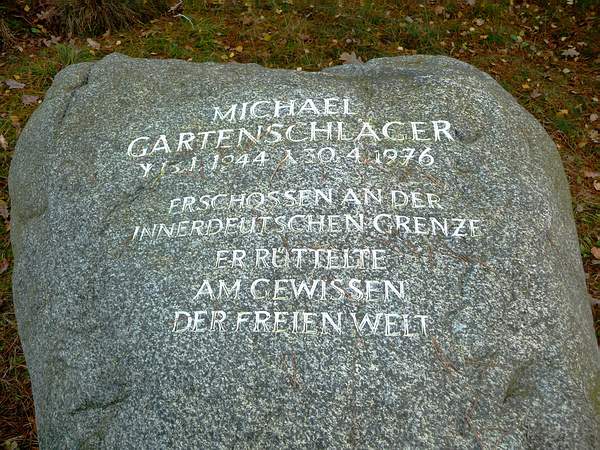 MICHAEL
GARTENSCHLÄGER
Y 13.1.1944 ⅄ 30.4.1976
ERSCHOSSEN AN DER
INNERDEUTSCHEN GRENZE
ER RÜTTELTE
AM GEWISSEN
DER FREIEN WELT